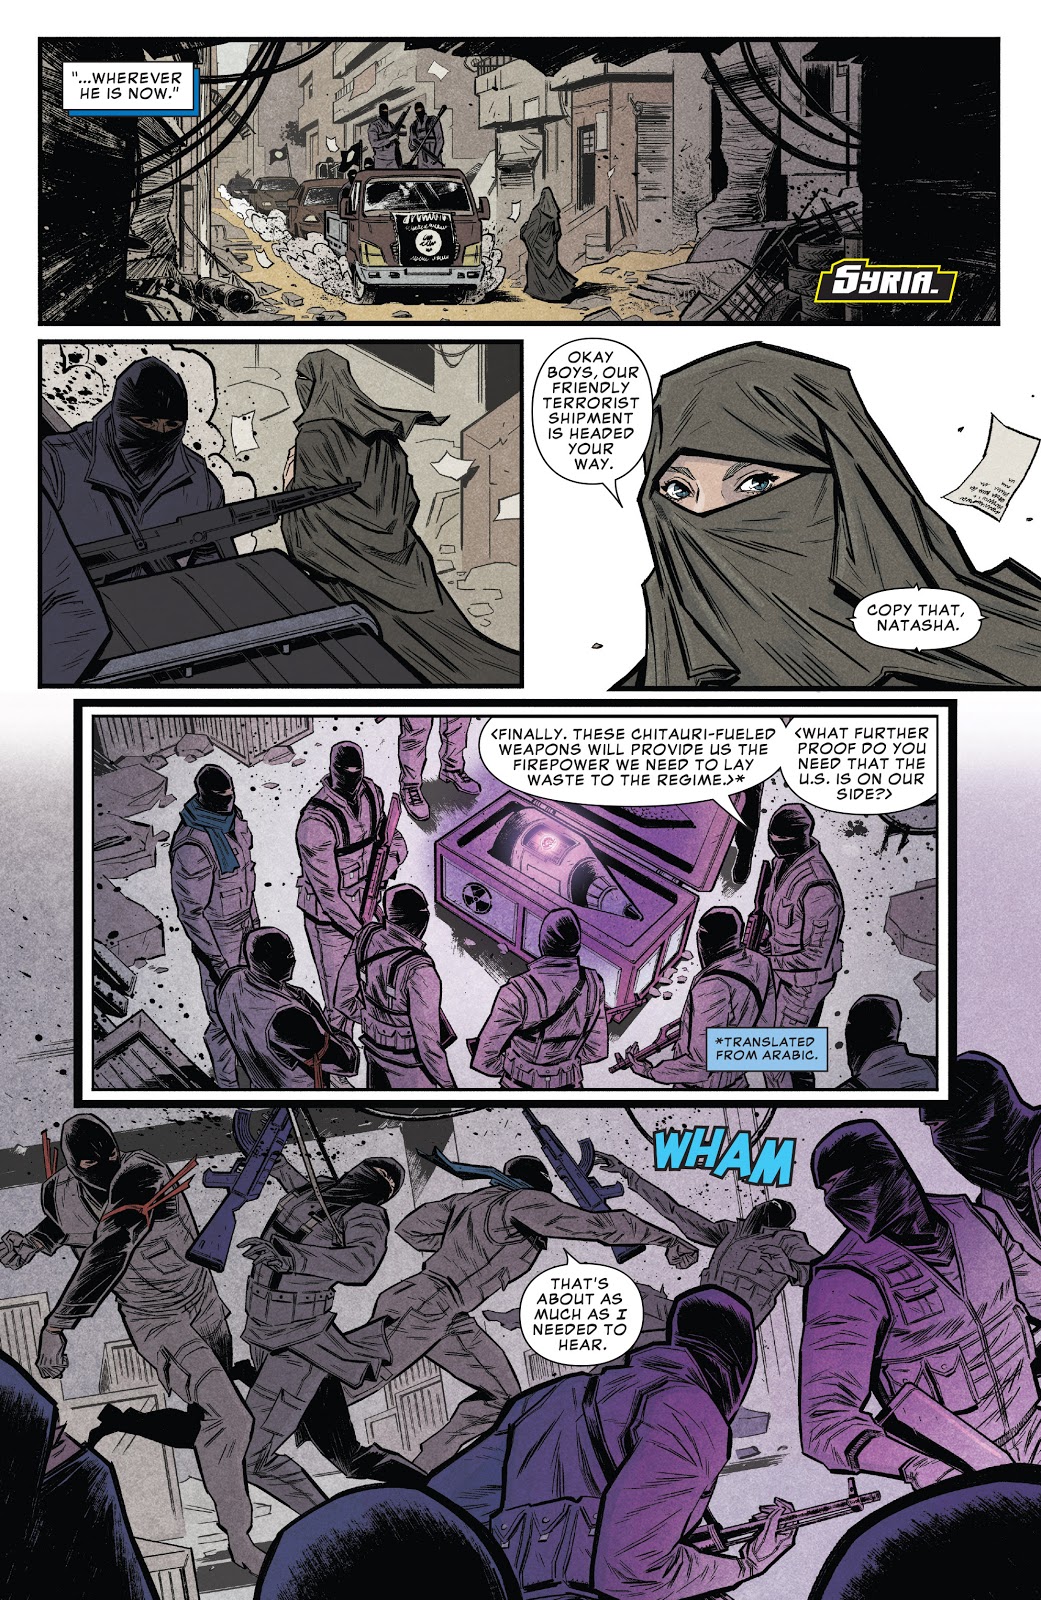 "...WHEREVER
HE IS NOW."
SYRIA.
OKAY
BOYS, OUR
FRIENDLY
TERRORIST
SHIPMENT
IS HEADED
YOUR
WAY.
COPY THAT,
NATASHA.
<FINALLY. THESE CHITAURI-FUELED
WEAPONS WILL PROVIDE US THE
FIREPOWER WE NEED TO LAY
WASTE TO THE REGIME.>*
<WHAT FURTHER
PROOF DO YOU
NEED THAT THE
U.S. IS ON OUR
SIDE?>
*TRANSLATED
FROM ARABIC.
WHAM
THAT'S
ABOUT AS
MUCH AS I
NEEDED TO
HEAR.